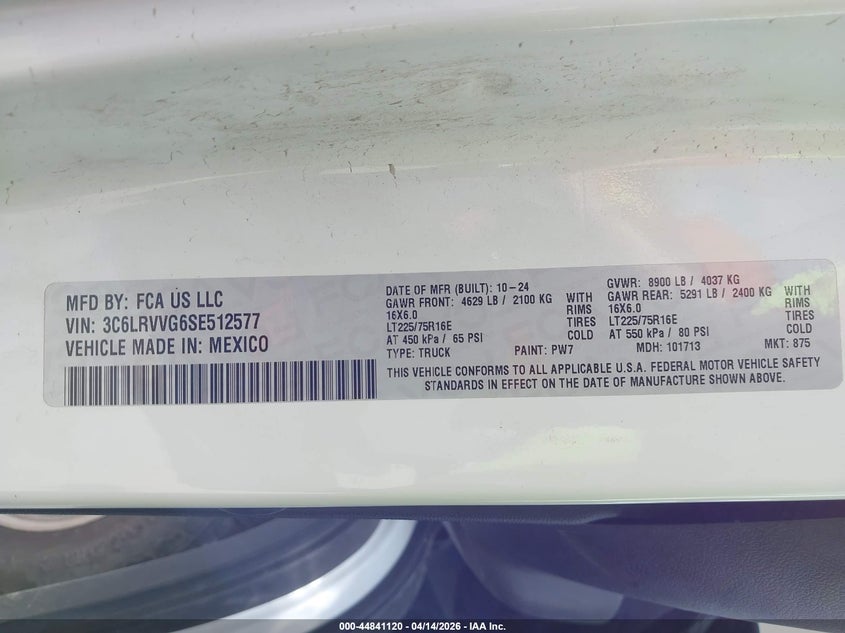 MFD BY: FCA US LLC
VIN: 3C6LRVVG6SE512577
VEHICLE MADE IN: MEXICO
DATE OF MFR (BUILT): 10-24
GAWR FRONT: 4629 LB / 2100 KG WITH
16X6.0 RIMS
LT225/75R16E TIRES
AT 450 kPa / 65 PSI COLD
TYPE: TRUCK PAINT: PW7
GVWR: 8900 LB / 4037 KG
GAWR REAR: 5291 LB / 2400 KG WITH
16X6.0 RIMS
LT225/75R16E TIRES
AT 550 kPa / 80 PSI COLD
MDH: 101713 MKT: 875
THIS VEHICLE CONFORMS TO ALL APPLICABLE U.S.A. FEDERAL MOTOR VEHICLE SAFETY
STANDARDS IN EFFECT ON THE DATE OF MANUFACTURE SHOWN ABOVE.
000-44841120 - 04/14/2026 - IAA Inc.